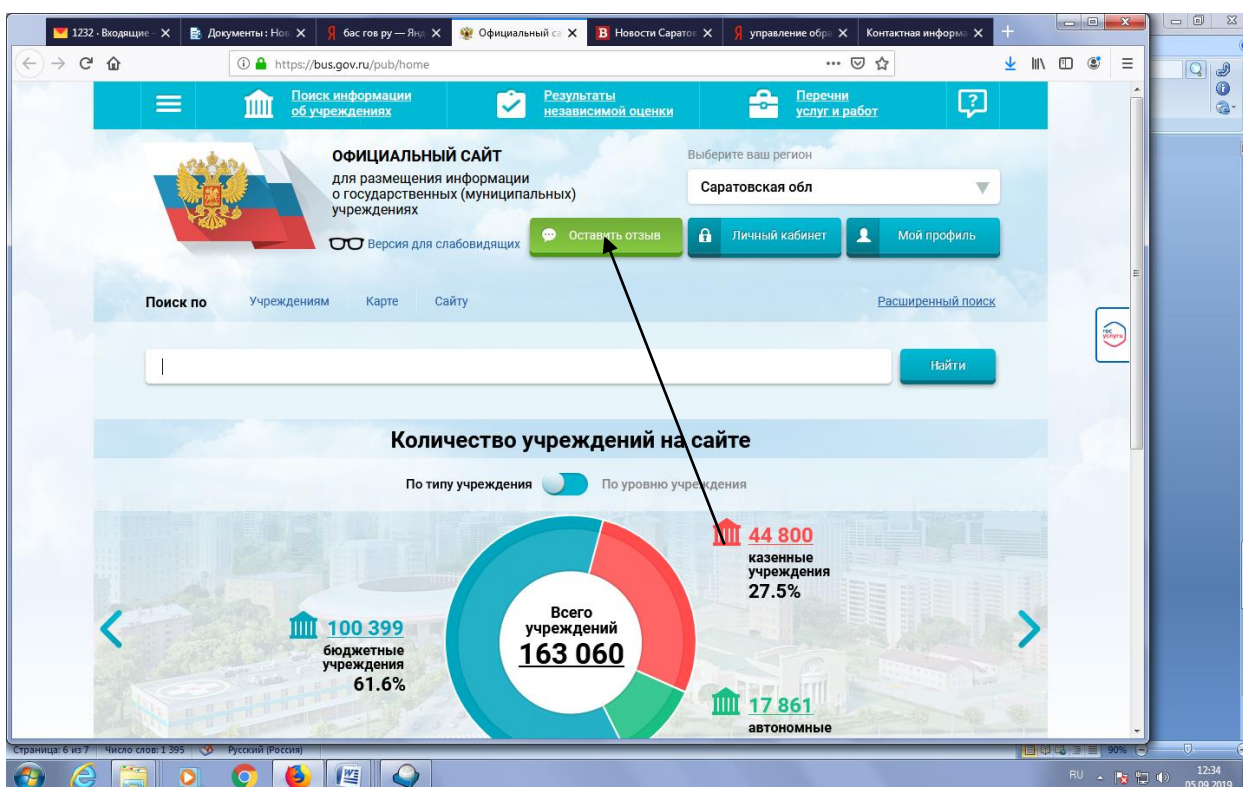 1232 - Входящие -
Документы : Нов
бас гов ру — Янд
Официальный са
Новости Саратов
управление обра
Контактная информа
https://bus.gov.ru/pub/home
Поиск информации
об учреждениях
Результаты
независимой оценки
Перечни
услуг и работ
ОФИЦИАЛЬНЫЙ САЙТ
для размещения информации
о государственных (муниципальных)
учреждениях
Версия для слабовидящих
Выберите ваш регион
Саратовская обл
Оставить отзыв
Личный кабинет
Мой профиль
Поиск по
Учреждениям
Карте
Сайту
Расширенный поиск
гос
услуги
Найти
Количество учреждений на сайте
По типу учреждения
По уровню учреждения
44 800
казенные
учреждения
27.5%
Всего
учреждений
163 060
100 399
бюджетные
учреждения
61.6%
17 861
автономные
Страница: 6 из 7
Число слов: 1 395
Русский (Россия)
90%
RU
12:34
05.09.2019